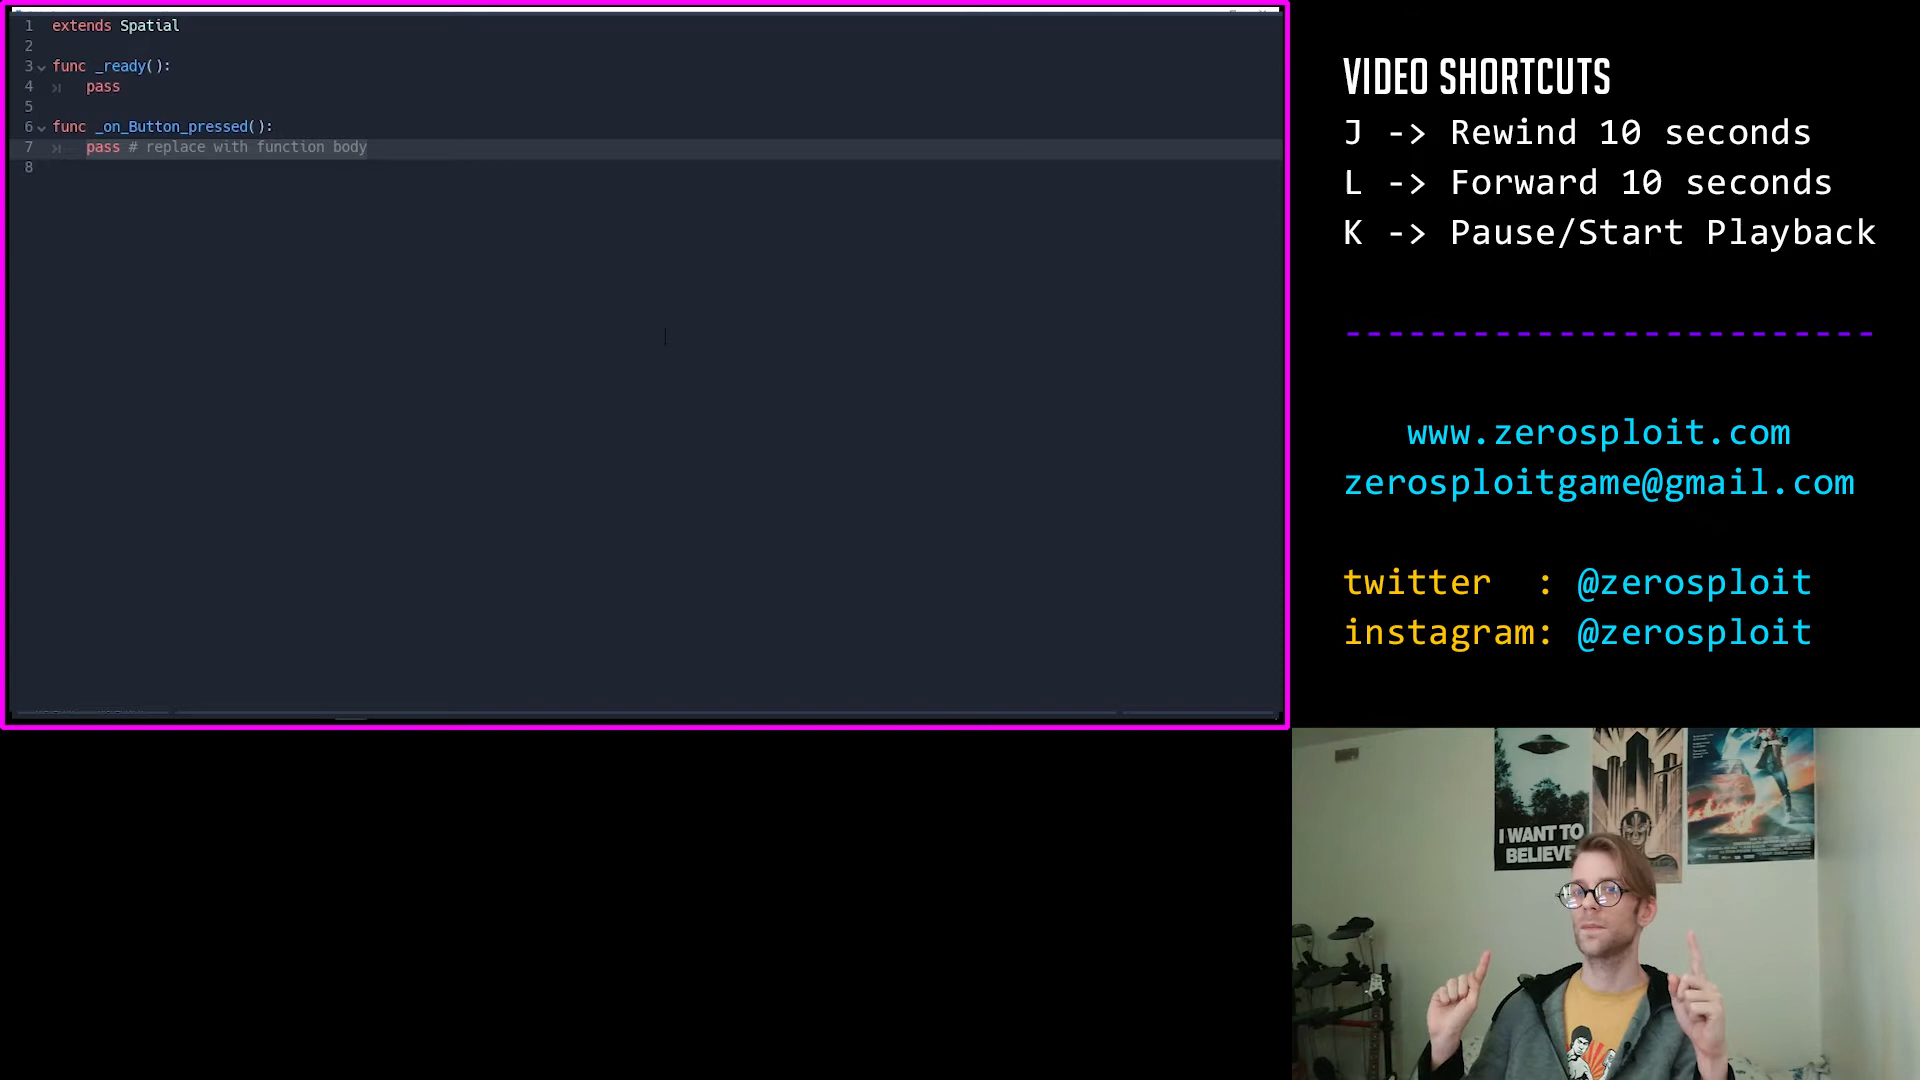 1 extends Spatial
2
3 func _ready():
4 pass
5
6 func _on_Button_pressed():
7 pass # replace with function body
8
VIDEO SHORTCUTS
J -> Rewind 10 seconds
L -> Forward 10 seconds
K -> Pause/Start Playback
--------------------------
www.zerosploit.com
zerosploitgame@gmail.com
twitter : @zerosploit
instagram: @zerosploit
I WANT TO
BELIEVE